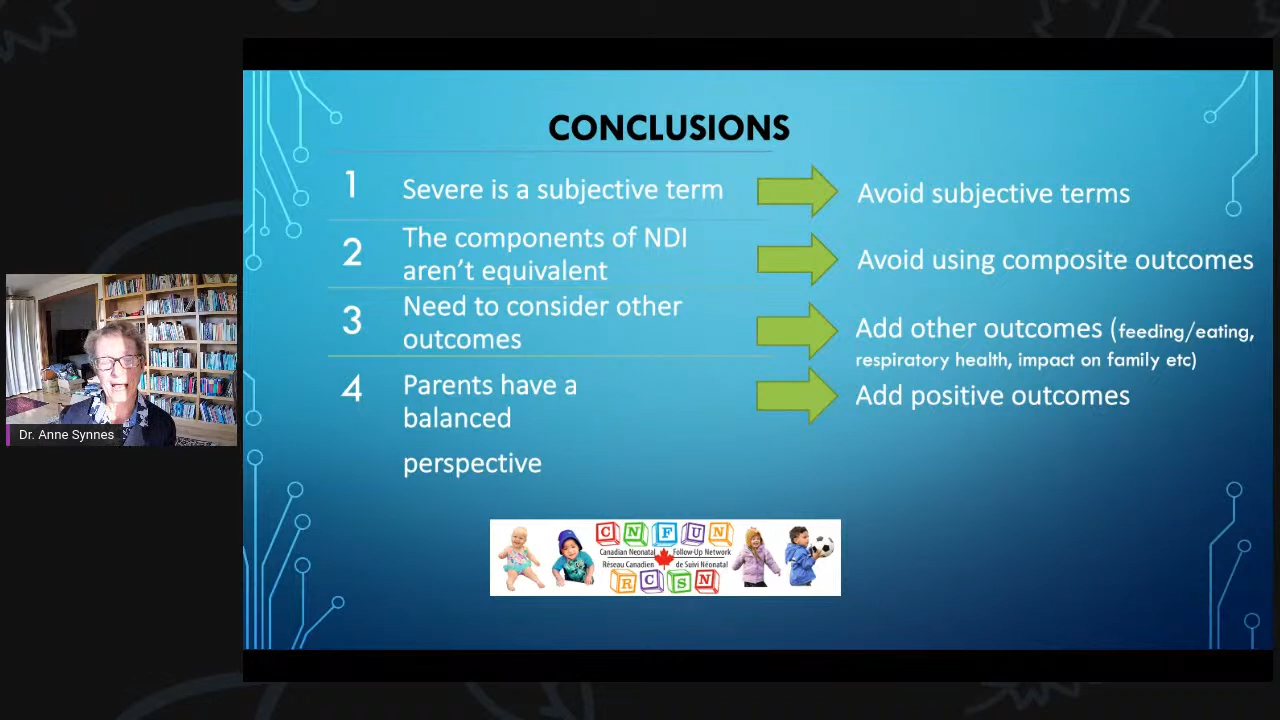 CONCLUSIONS
1 Severe is a subjective term Avoid subjective terms
2 The components of NDI
aren't equivalent Avoid using composite outcomes
3 Need to consider other
outcomes Add other outcomes (feeding/eating,
respiratory health, impact on family etc)
4 Parents have a Add positive outcomes
balanced
perspective
Dr. Anne Synnes
CNFUN
Canadian Neonatal Follow-Up Network
Réseau Canadien de Suivi Néonatal
RCSN